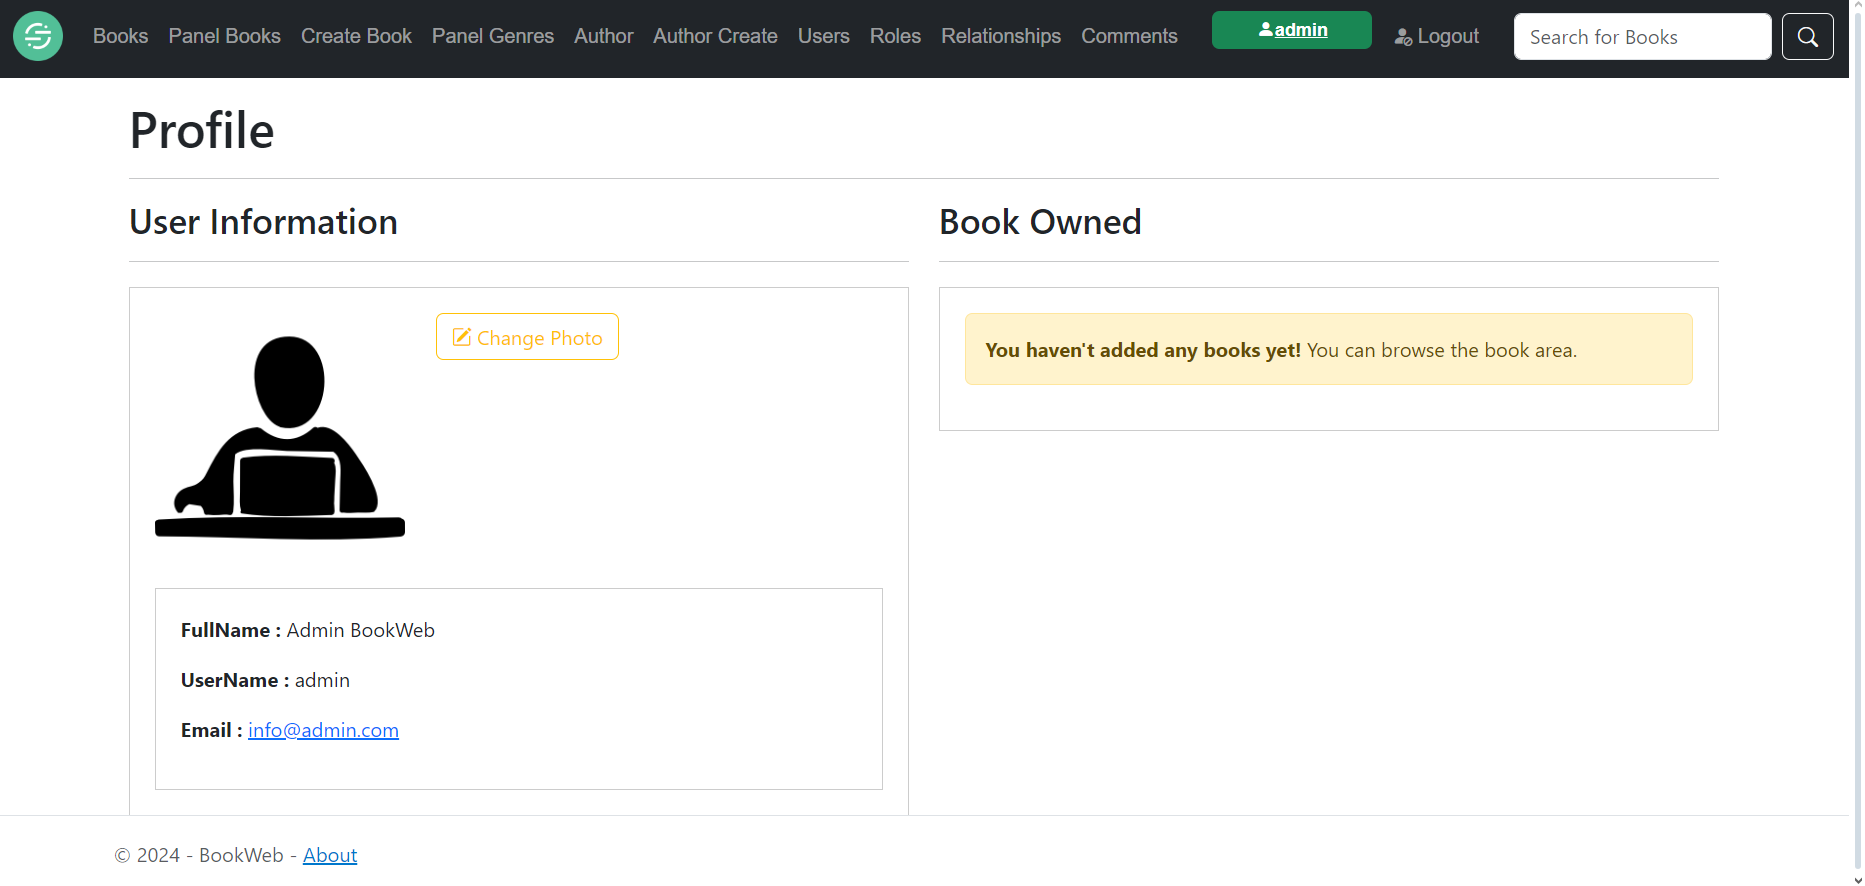 Books Panel Books Create Book Panel Genres Author Author Create Users Roles Relationships Comments admin Logout Search for Books
Profile
User Information
Book Owned
Change Photo
You haven't added any books yet! You can browse the book area.
FullName : Admin BookWeb
UserName : admin
Email : info@admin.com
© 2024 - BookWeb - About